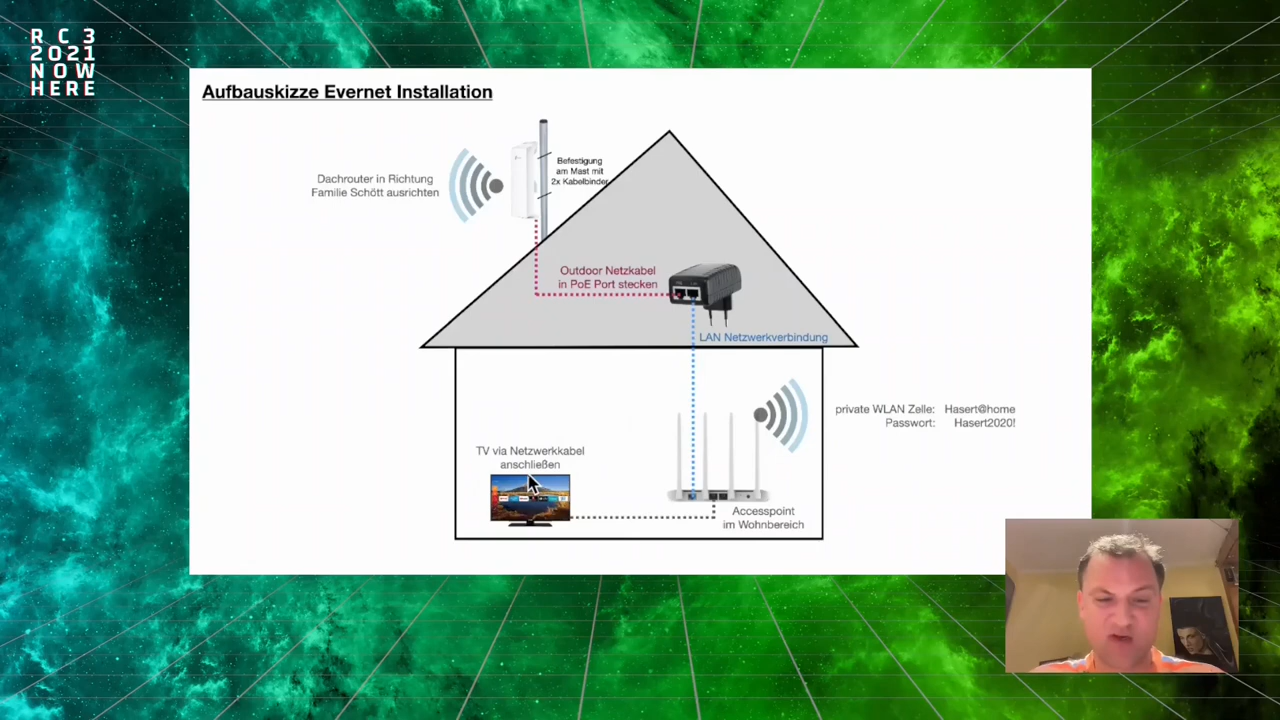 RC3
2021
NOW
HERE
Aufbauskizze Evernet Installation
Dachrouter in Richtung
Familie Schött ausrichten
Befestigung
am Mast mit
2x Kabelbinder
Outdoor Netzkabel
in PoE Port stecken
LAN Netzwerkverbindung
private WLAN Zelle: Hasert@home
Passwort: Hasert2020!
TV via Netzwerkkabel
anschließen
Accesspoint
im Wohnbereich